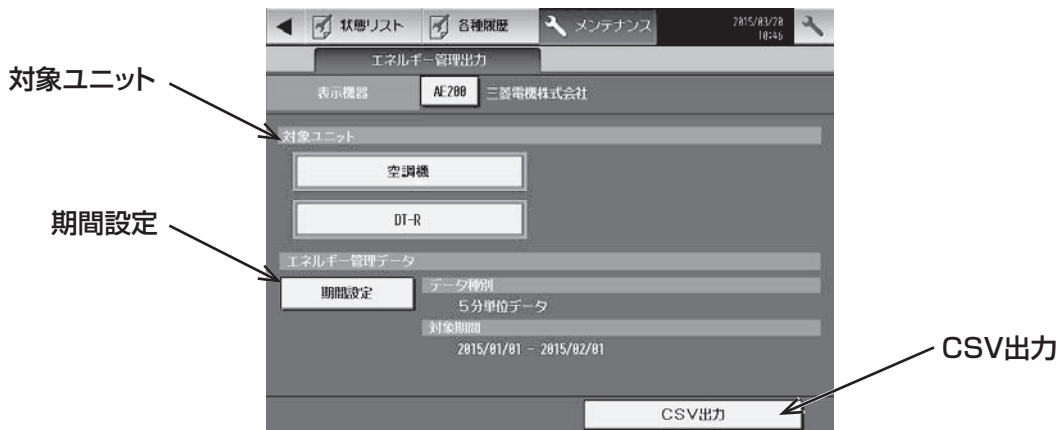 状態リスト 各種履歴 メンテナンス 2015/03/20 10:46
エネルギー管理出力
対象ユニット
表示機器 AE200 三菱電機株式会社
対象ユニット
空調機
DT-R
期間設定
エネルギー管理データ
期間設定 データ種別
5分単位データ
対象期間
2015/01/01 - 2015/02/01
CSV出力
CSV出力